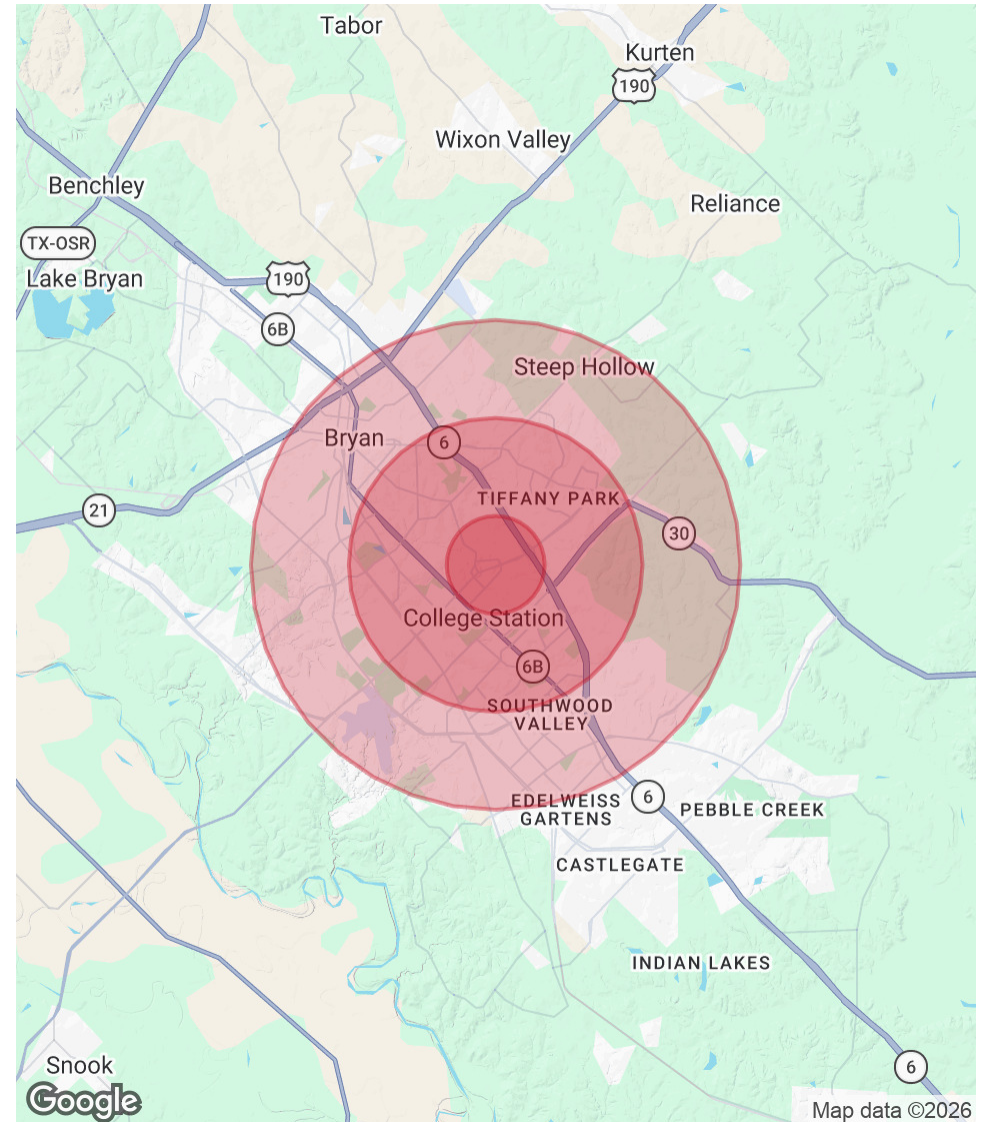 Tabor
Kurten
190
Wixon Valley
Benchley
Reliance
TX-OSR
Lake Bryan
190
6B
Steep Hollow
Bryan
6
TIFFANY PARK
21
30
College Station
6B
SOUTHWOOD
VALLEY
EDELWEISS
GARTENS
6
PEBBLE CREEK
CASTLEGATE
INDIAN LAKES
Snook
6
Google
Map data ©2026